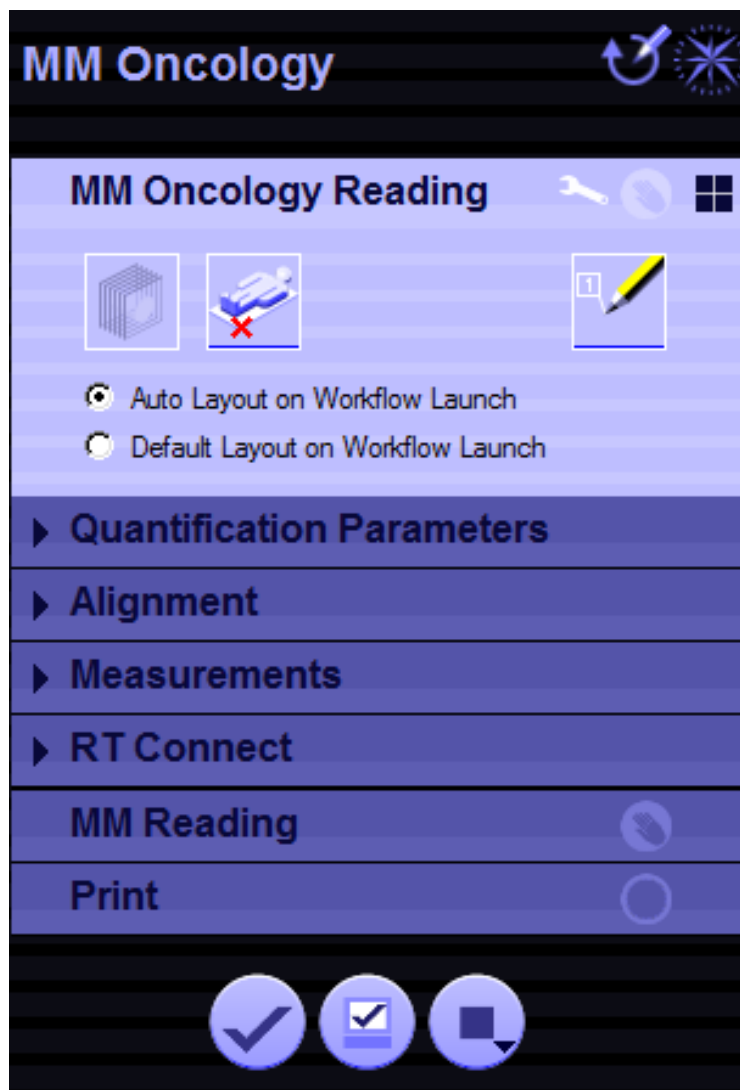 MM Oncology
MM Oncology Reading
1
Auto Layout on Workflow Launch
Default Layout on Workflow Launch
Quantification Parameters
Alignment
Measurements
RT Connect
MM Reading
Print